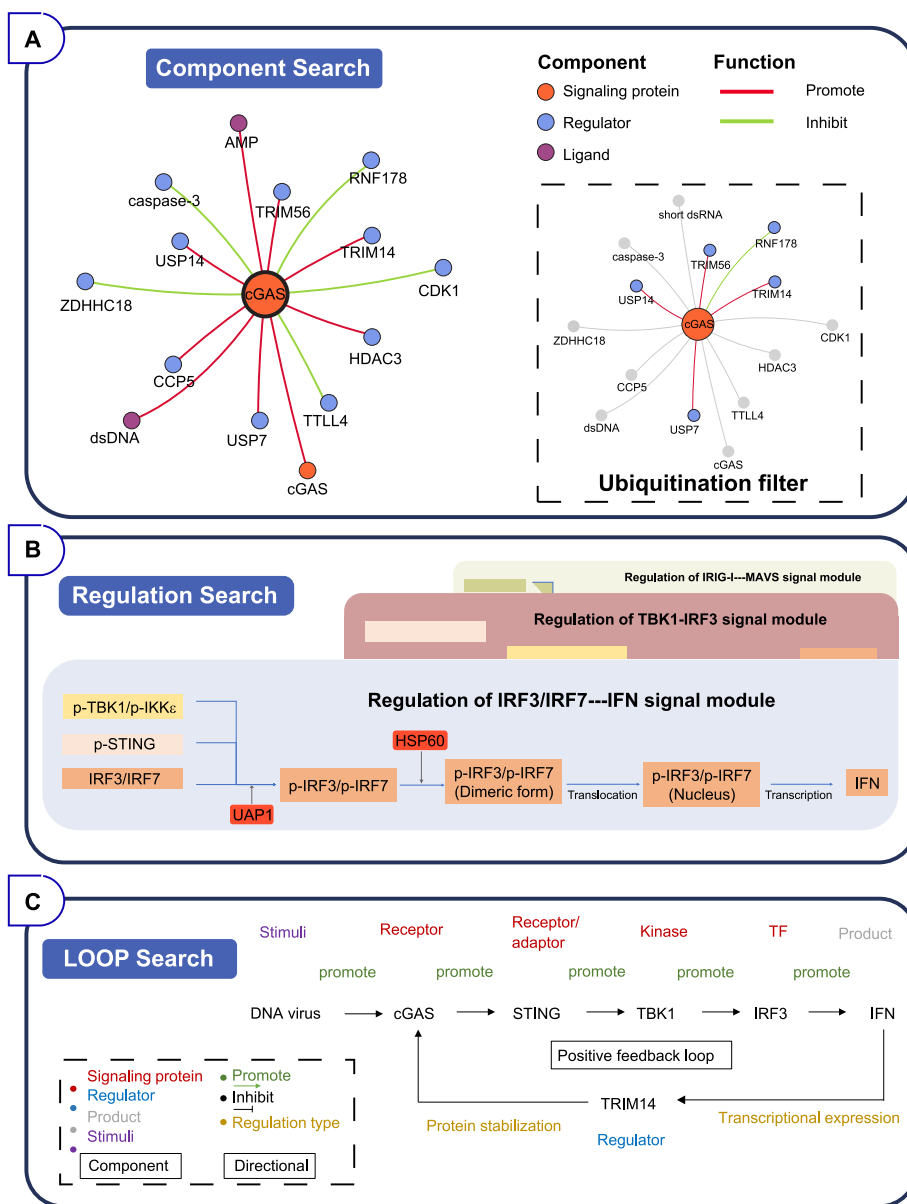 A
Component Search
Component
Function
Signaling protein
Promote
Regulator
Inhibit
Ligand
AMP
RNF178
caspase-3
TRIM56
TRIM14
USP14
cGAS
CDK1
ZDHHC18
HDAC3
CCP5
TTLL4
dsDNA
USP7
cGAS
short dsRNA
RNF178
caspase-3
TRIM56
USP14
TRIM14
cGAS
ZDHHC18
CDK1
HDAC3
CCP5
TTLL4
dsDNA
USP7
cGAS
Ubiquitination filter
B
Regulation Search
Regulation of IRIG-I---MAVS signal module
Regulation of TBK1-IRF3 signal module
Regulation of IRF3/IRF7---IFN signal module
p-TBK1/p-IKKε
p-STING
IRF3/IRF7
UAP1
p-IRF3/p-IRF7
HSP60
p-IRF3/p-IRF7
(Dimeric form)
Translocation
p-IRF3/p-IRF7
(Nucleus)
Transcription
IFN
C
LOOP Search
Stimuli
Receptor
Receptor/
adaptor
Kinase
TF
Product
promote
promote
promote
promote
promote
DNA virus
cGAS
STING
TBK1
IRF3
IFN
Positive feedback loop
TRIM14
Protein stabilization
Transcriptional expression
Regulator
Signaling protein
Regulator
Product
Stimuli
Component
Promote
Inhibit
Regulation type
Directional